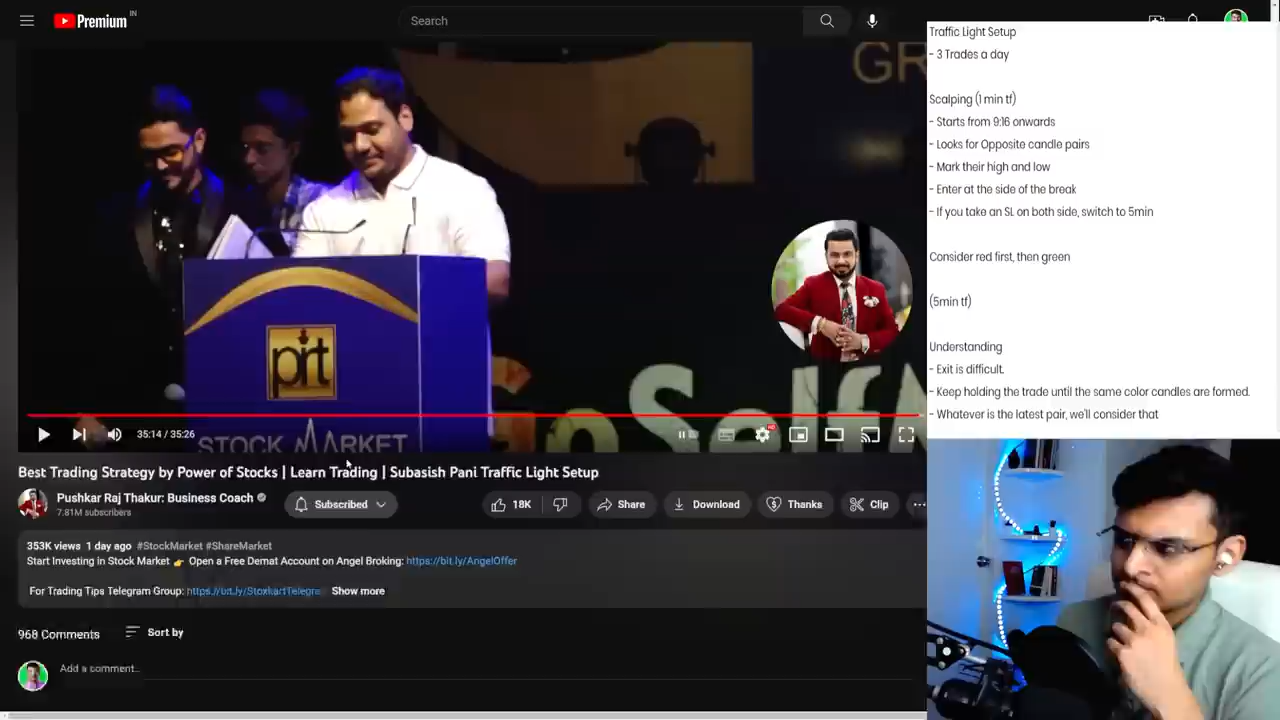 Premium IN
Search
GR
prt
STOCK MARKET
GoSelfM
35:14 / 35:26
HD
Best Trading Strategy by Power of Stocks | Learn Trading | Subasish Pani Traffic Light Setup
Pushkar Raj Thakur: Business Coach
7.81M subscribers
Subscribed
18K
Share
Download
Thanks
Clip
353K views 1 day ago #StockMarket #ShareMarket
Start Investing in Stock Market 👉 Open a Free Demat Account on Angel Broking: https://bit.ly/AngelOffer
For Trading Tips Telegram Group: https://bit.ly/StoxkartTelegra Show more
968 Comments
Sort by
Add a comment...
Traffic Light Setup
- 3 Trades a day
Scalping (1 min tf)
- Starts from 9:16 onwards
- Looks for Opposite candle pairs
- Mark their high and low
- Enter at the side of the break
- If you take an SL on both side, switch to 5min
Consider red first, then green
(5min tf)
Understanding
- Exit is difficult.
- Keep holding the trade until the same color candles are formed.
- Whatever is the latest pair, we'll consider that